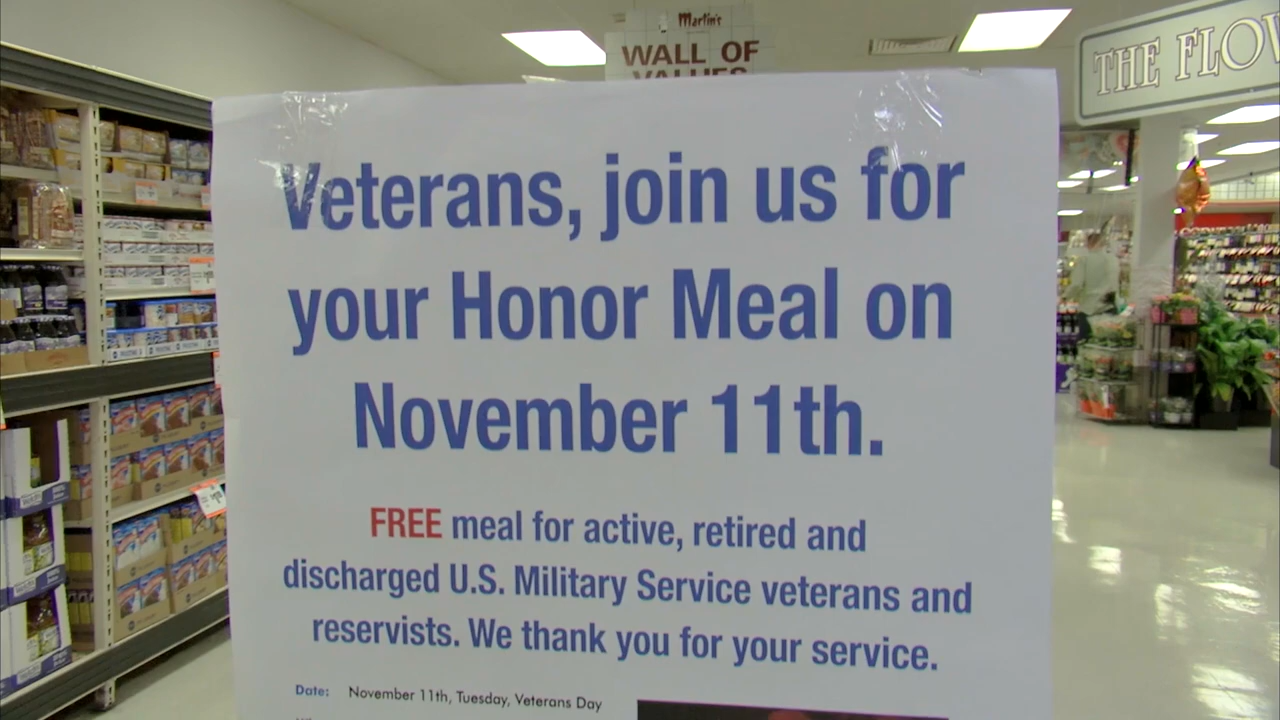 Martin's
WALL OF
VALUES
THE FLO
Veterans, join us for
your Honor Meal on
November 11th.
FREE meal for active, retired and
discharged U.S. Military Service veterans and
reservists. We thank you for your service.
Date: November 11th, Tuesday, Veterans Day